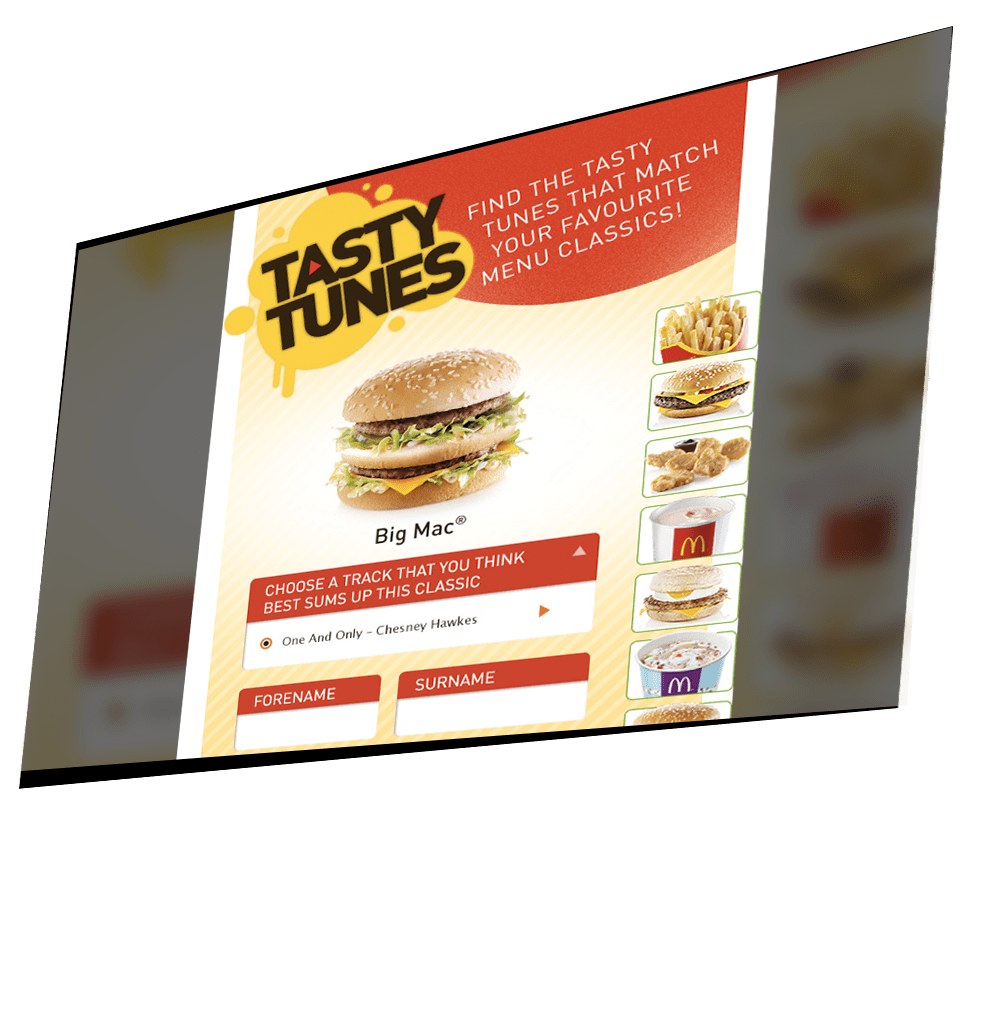 FIND THE TASTY
TUNES THAT MATCH
YOUR FAVOURITE
MENU CLASSICS!
TASTY
TUNES
Big Mac®
CHOOSE A TRACK THAT YOU THINK
BEST SUMS UP THIS CLASSIC
One And Only – Chesney Hawkes
FORENAME
SURNAME